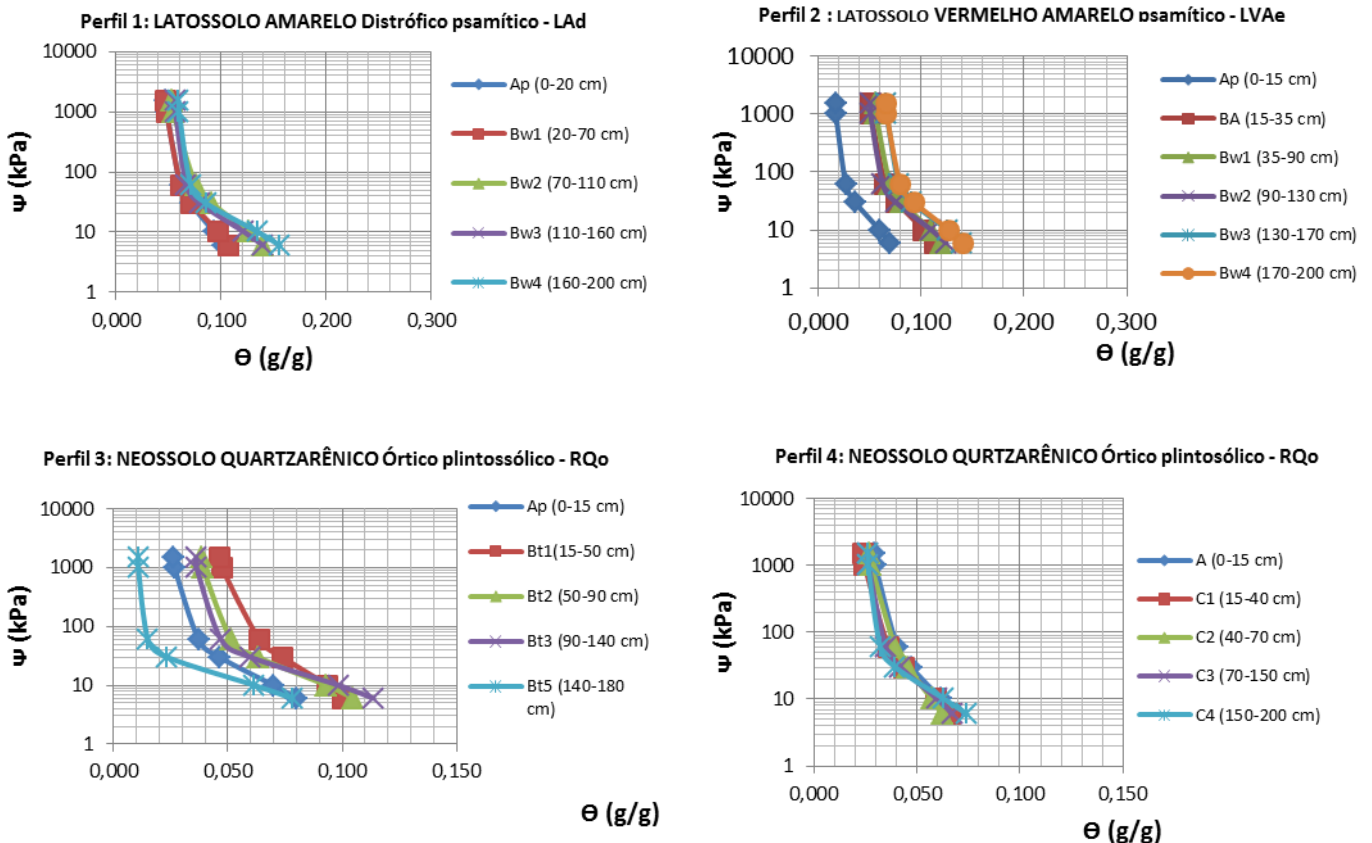 Perfil 1: LATOSSOLO AMARELO Distrófico psamítico - LAd
10000
1000
100
10
1
Ψ (kPa)
0,000
0,100
0,200
0,300
Ɵ (g/g)
Ap (0-20 cm)
Bw1 (20-70 cm)
Bw2 (70-110 cm)
Bw3 (110-160 cm)
Bw4 (160-200 cm)
Perfil 2 : LATOSSOLO VERMELHO AMARELO psamítico - LVAe
10000
1000
100
10
1
Ψ (kPa)
0,000
0,100
0,200
0,300
Ɵ (g/g)
Ap (0-15 cm)
BA (15-35 cm)
Bw1 (35-90 cm)
Bw2 (90-130 cm)
Bw3 (130-170 cm)
Bw4 (170-200 cm)
Perfil 3: NEOSSOLO QUARTZARÊNICO Órtico plintossólico - RQo
10000
1000
100
10
1
Ψ (kPa)
0,000
0,050
0,100
0,150
Ɵ (g/g)
Ap (0-15 cm)
Bt1(15-50 cm)
Bt2 (50-90 cm)
Bt3 (90-140 cm)
Bt5 (140-180
cm)
Perfil 4: NEOSSOLO QURTZARÊNICO Órtico plintosólico - RQo
10000
1000
100
10
1
Ψ (kPa)
0,000
0,050
0,100
0,150
Ɵ (g/g)
A (0-15 cm)
C1 (15-40 cm)
C2 (40-70 cm)
C3 (70-150 cm)
C4 (150-200 cm)